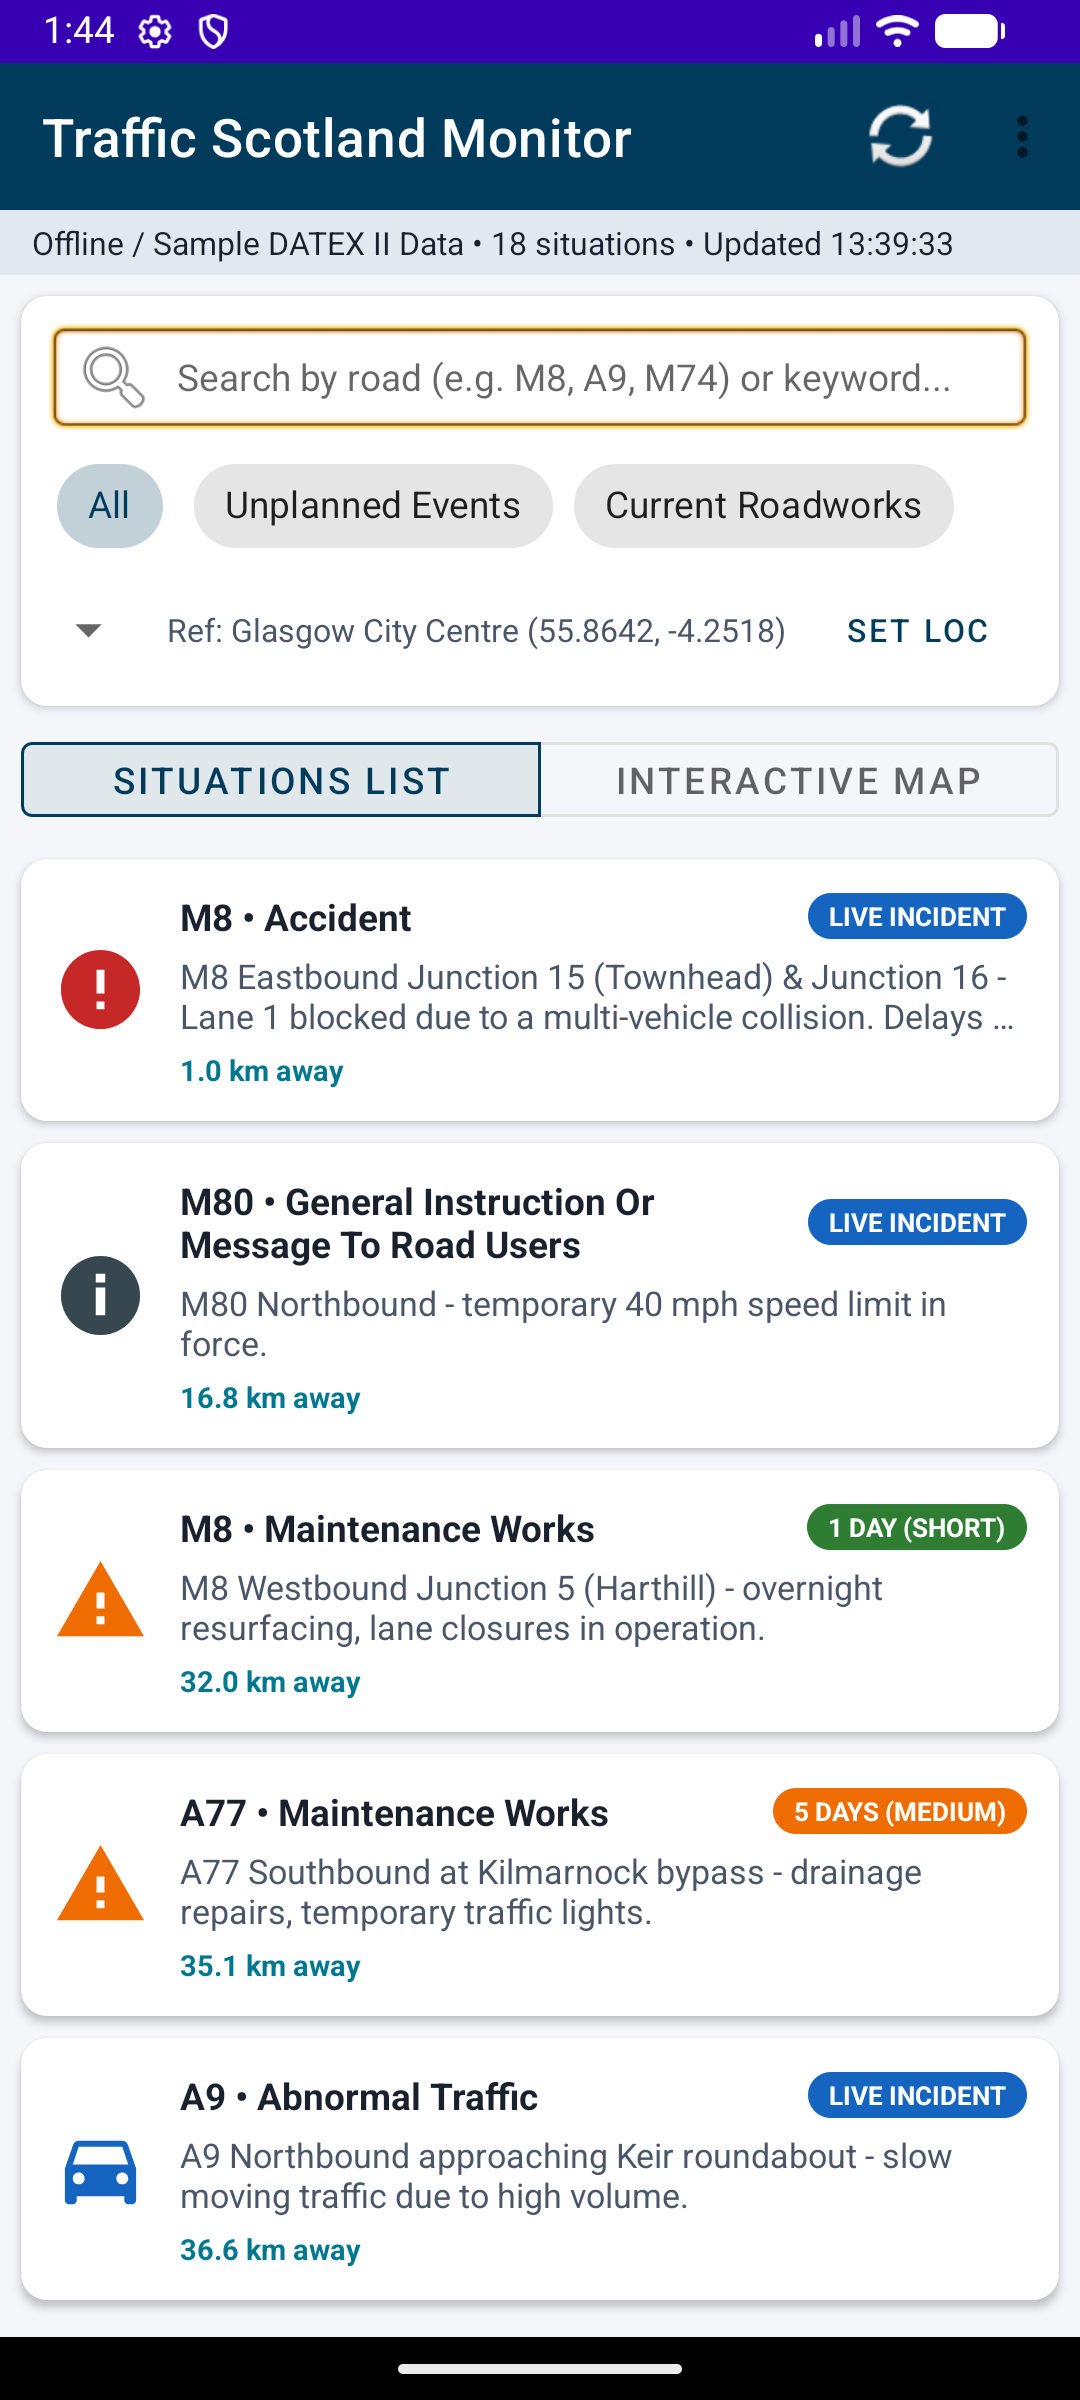 1:44
Traffic Scotland Monitor
Offline / Sample DATEX II Data • 18 situations • Updated 13:39:33
Search by road (e.g. M8, A9, M74) or keyword...
All
Unplanned Events
Current Roadworks
Ref: Glasgow City Centre (55.8642, -4.2518)
SET LOC
SITUATIONS LIST
INTERACTIVE MAP
M8 • Accident
LIVE INCIDENT
M8 Eastbound Junction 15 (Townhead) & Junction 16 -
Lane 1 blocked due to a multi-vehicle collision. Delays ...
1.0 km away
M80 • General Instruction Or
Message To Road Users
LIVE INCIDENT
M80 Northbound - temporary 40 mph speed limit in
force.
16.8 km away
M8 • Maintenance Works
1 DAY (SHORT)
M8 Westbound Junction 5 (Harthill) - overnight
resurfacing, lane closures in operation.
32.0 km away
A77 • Maintenance Works
5 DAYS (MEDIUM)
A77 Southbound at Kilmarnock bypass - drainage
repairs, temporary traffic lights.
35.1 km away
A9 • Abnormal Traffic
LIVE INCIDENT
A9 Northbound approaching Keir roundabout - slow
moving traffic due to high volume.
36.6 km away